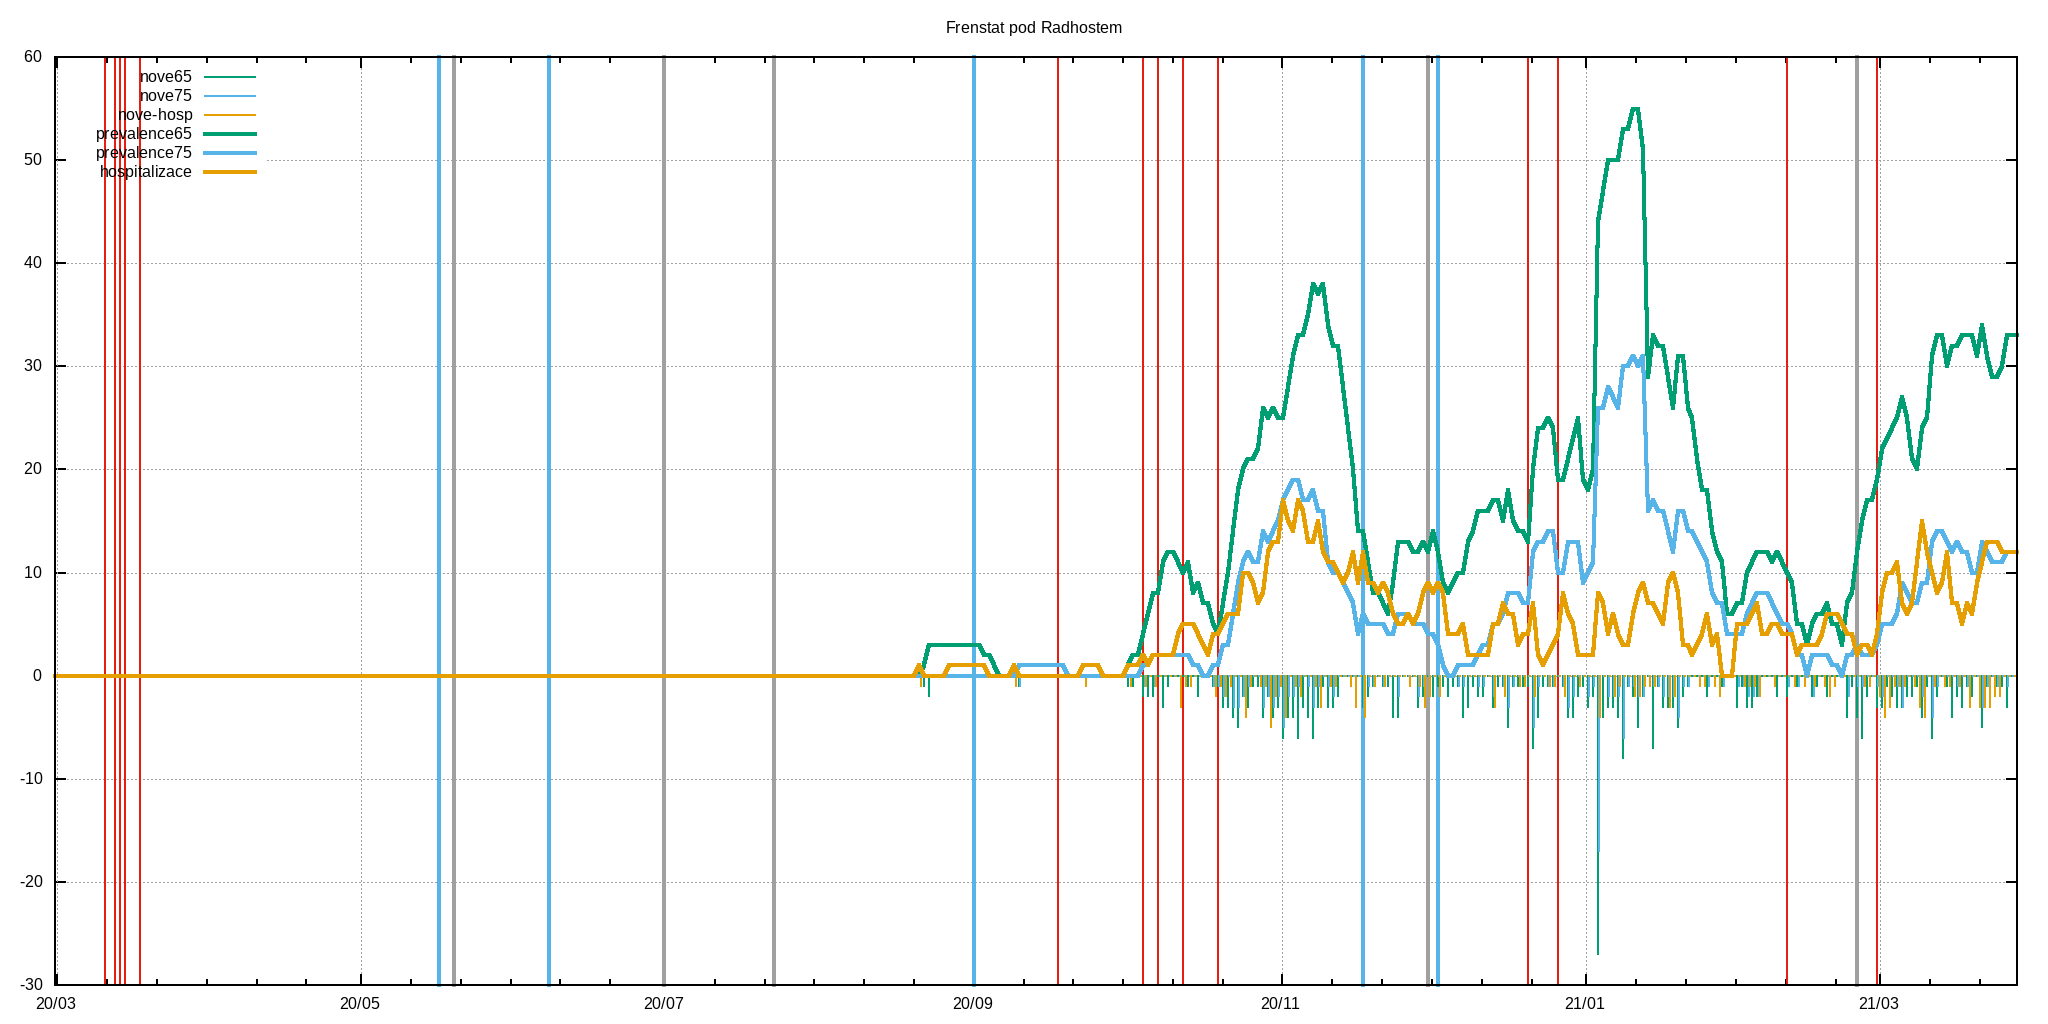 Frenstat pod Radhostem
60
nove65
nove75
nove-hosp
prevalence65
prevalence75
hospitalizace
50
40
30
20
10
0
-10
-20
-30
20/03 20/05 20/07 20/09 20/11 21/01 21/03